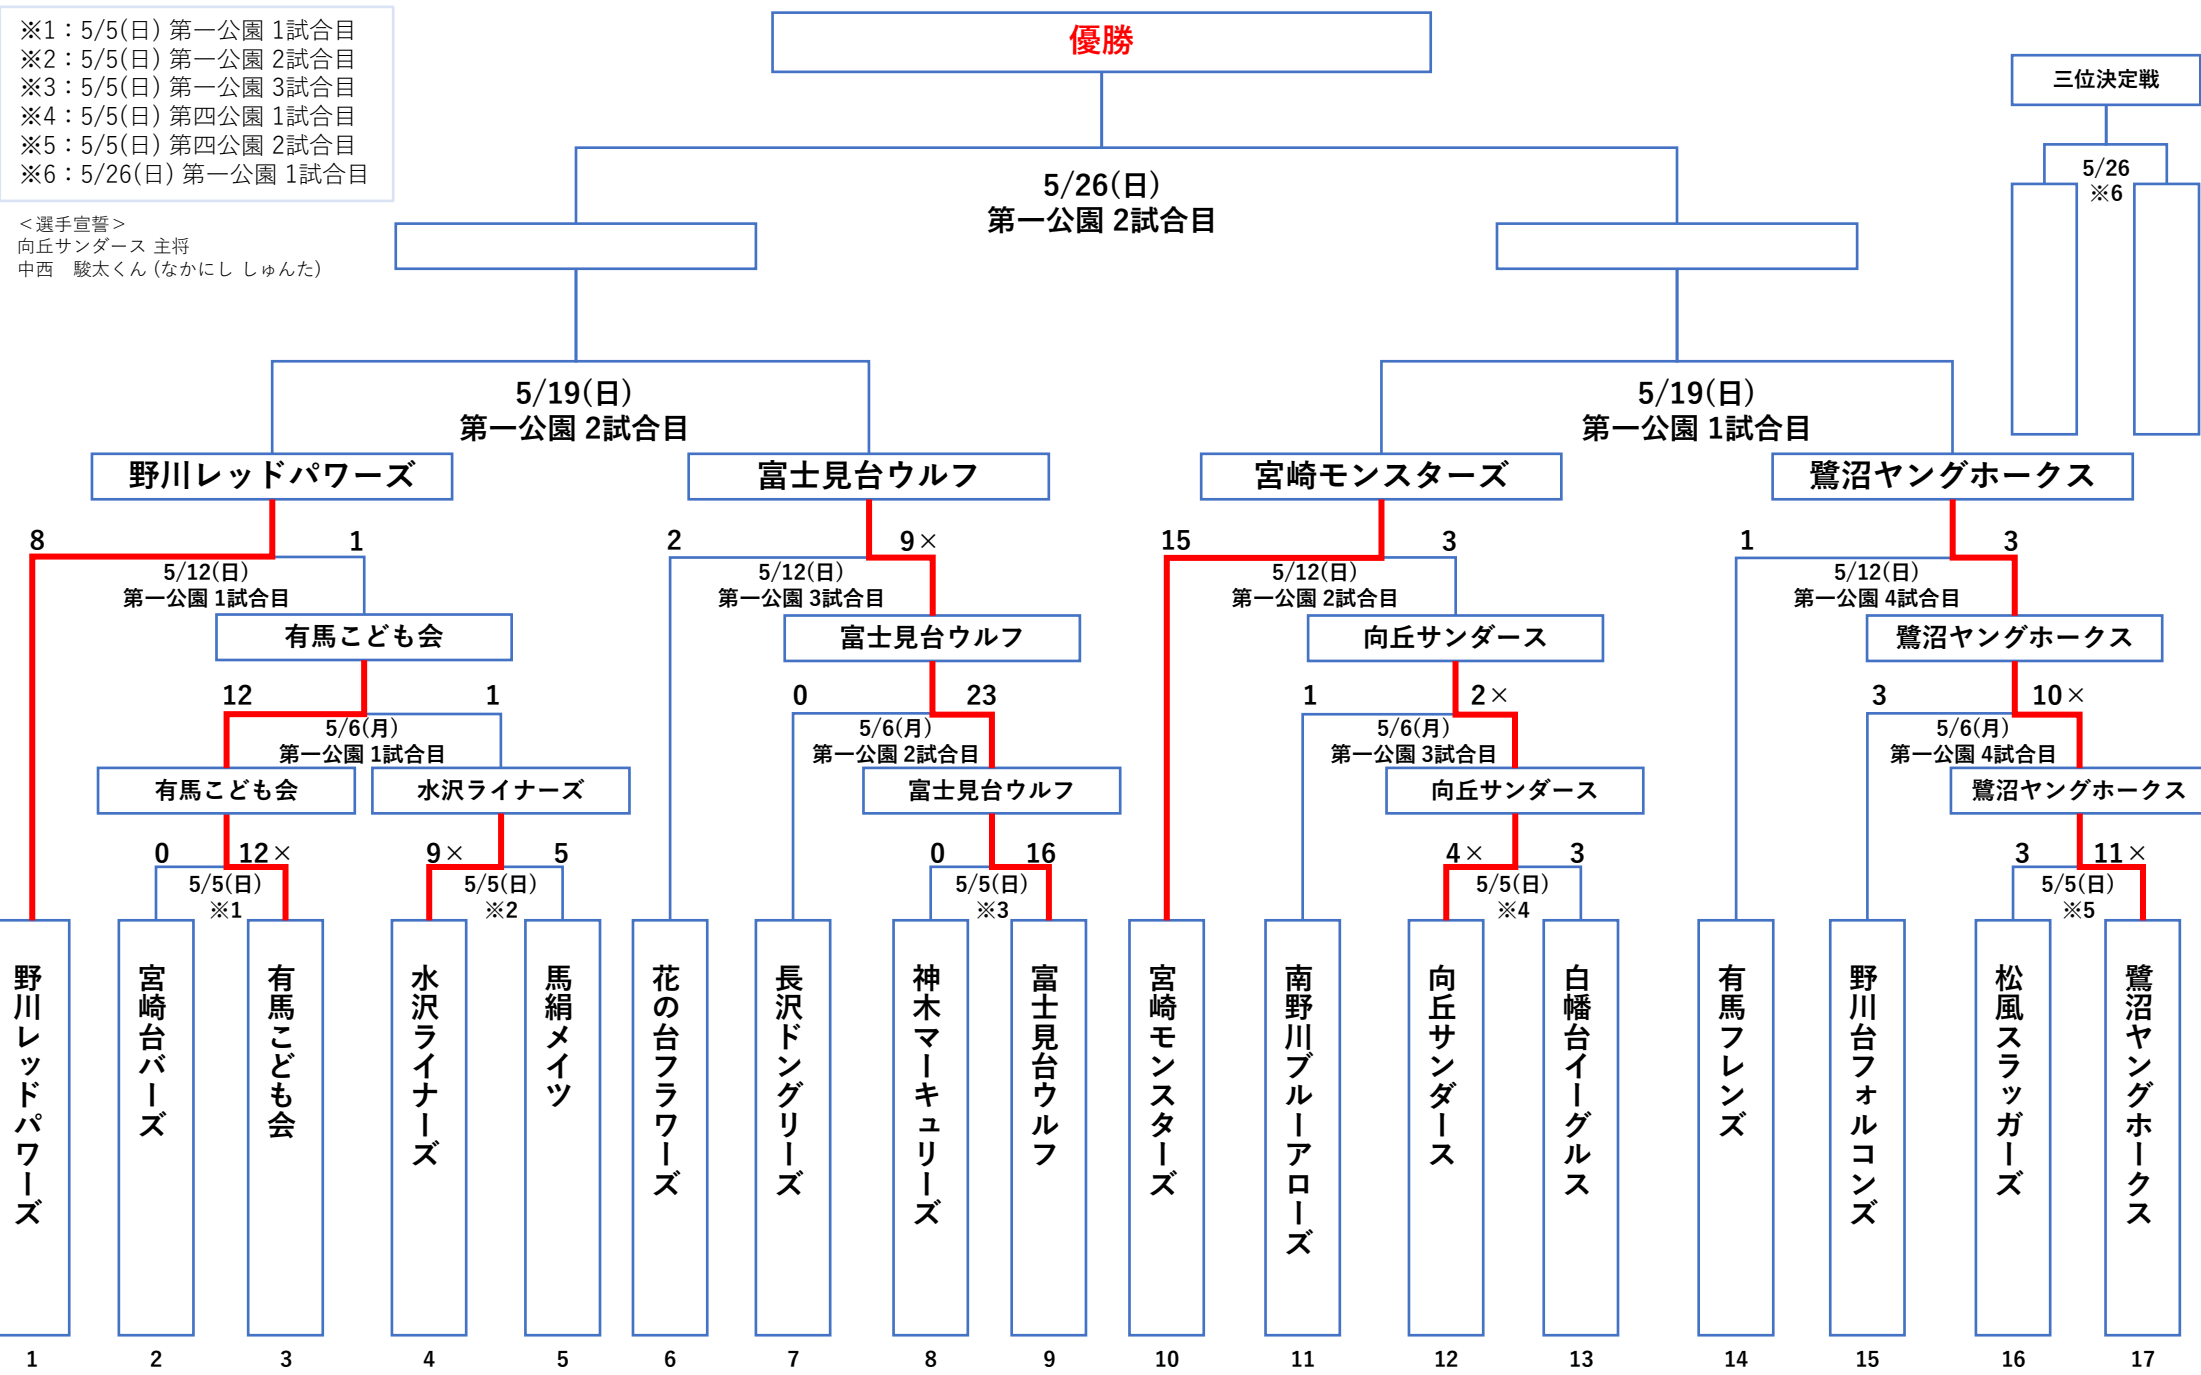 ※1：5/5(日) 第一公園 1試合目
※2：5/5(日) 第一公園 2試合目
※3：5/5(日) 第一公園 3試合目
※4：5/5(日) 第四公園 1試合目
※5：5/5(日) 第四公園 2試合目
※6：5/26(日) 第一公園 1試合目
＜選手宣誓＞
向丘サンダース 主将
中西　駿太くん (なかにし しゅんた)
優勝
三位決定戦
5/26
※6
5/26(日)
第一公園 2試合目
5/19(日)
第一公園 2試合目
5/19(日)
第一公園 1試合目
野川レッドパワーズ
富士見台ウルフ
宮崎モンスターズ
鷺沼ヤングホークス
8
1
2
9×
15
3
1
3
5/12(日)
第一公園 1試合目
5/12(日)
第一公園 3試合目
5/12(日)
第一公園 2試合目
5/12(日)
第一公園 4試合目
有馬こども会
富士見台ウルフ
向丘サンダース
鷺沼ヤングホークス
12
1
0
23
1
2×
3
10×
5/6(月)
第一公園 1試合目
5/6(月)
第一公園 2試合目
5/6(月)
第一公園 3試合目
5/6(月)
第一公園 4試合目
有馬こども会
水沢ライナーズ
富士見台ウルフ
向丘サンダース
鷺沼ヤングホークス
0
12×
9×
5
0
16
4×
3
3
11×
5/5(日)
※1
5/5(日)
※2
5/5(日)
※3
5/5(日)
※4
5/5(日)
※5
野川レッドパワーズ
宮崎台バーズ
有馬こども会
水沢ライナーズ
馬絹メイツ
花の台フラワーズ
長沢ドングリーズ
神木マーキュリーズ
富士見台ウルフ
宮崎モンスターズ
南野川ブルーアローズ
向丘サンダース
白幡台イーグルス
有馬フレンズ
野川台フォルコンズ
松風スラッガーズ
鷺沼ヤングホークス
1
2
3
4
5
6
7
8
9
10
11
12
13
14
15
16
17